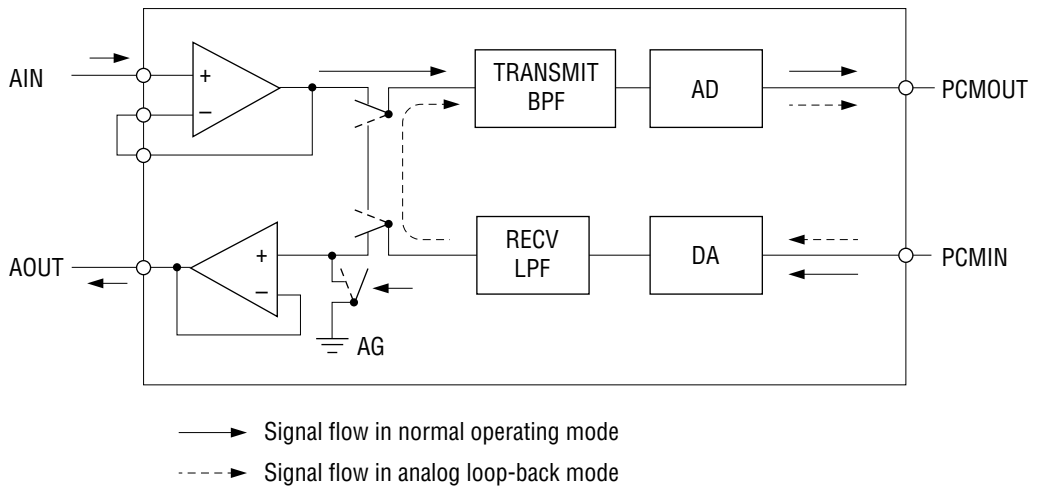 AIN
+
−
TRANSMIT
BPF
AD
PCMOUT
AOUT
+
−
AG
RECV
LPF
DA
PCMIN
Signal flow in normal operating mode
Signal flow in analog loop-back mode